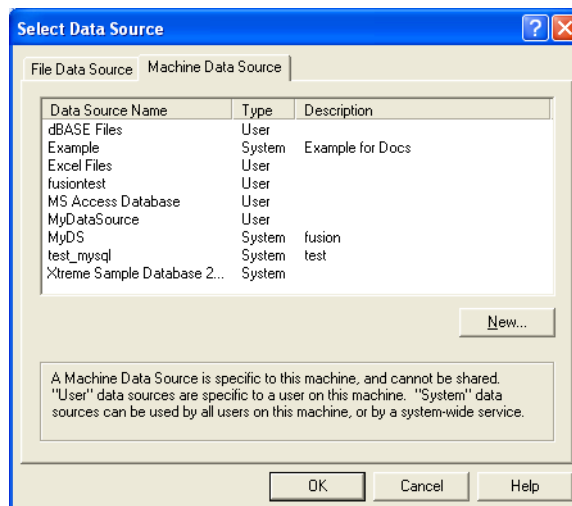 Select Data Source
File Data Source Machine Data Source
Data Source Name Type Description
dBASE Files User
Example System Example for Docs
Excel Files User
fusiontest User
MS Access Database User
MyDataSource User
MyDS System fusion
test_mysql System test
Xtreme Sample Database 2... System
New...
A Machine Data Source is specific to this machine, and cannot be shared.
"User" data sources are specific to a user on this machine. "System" data
sources can be used by all users on this machine, or by a system-wide service.
OK Cancel Help